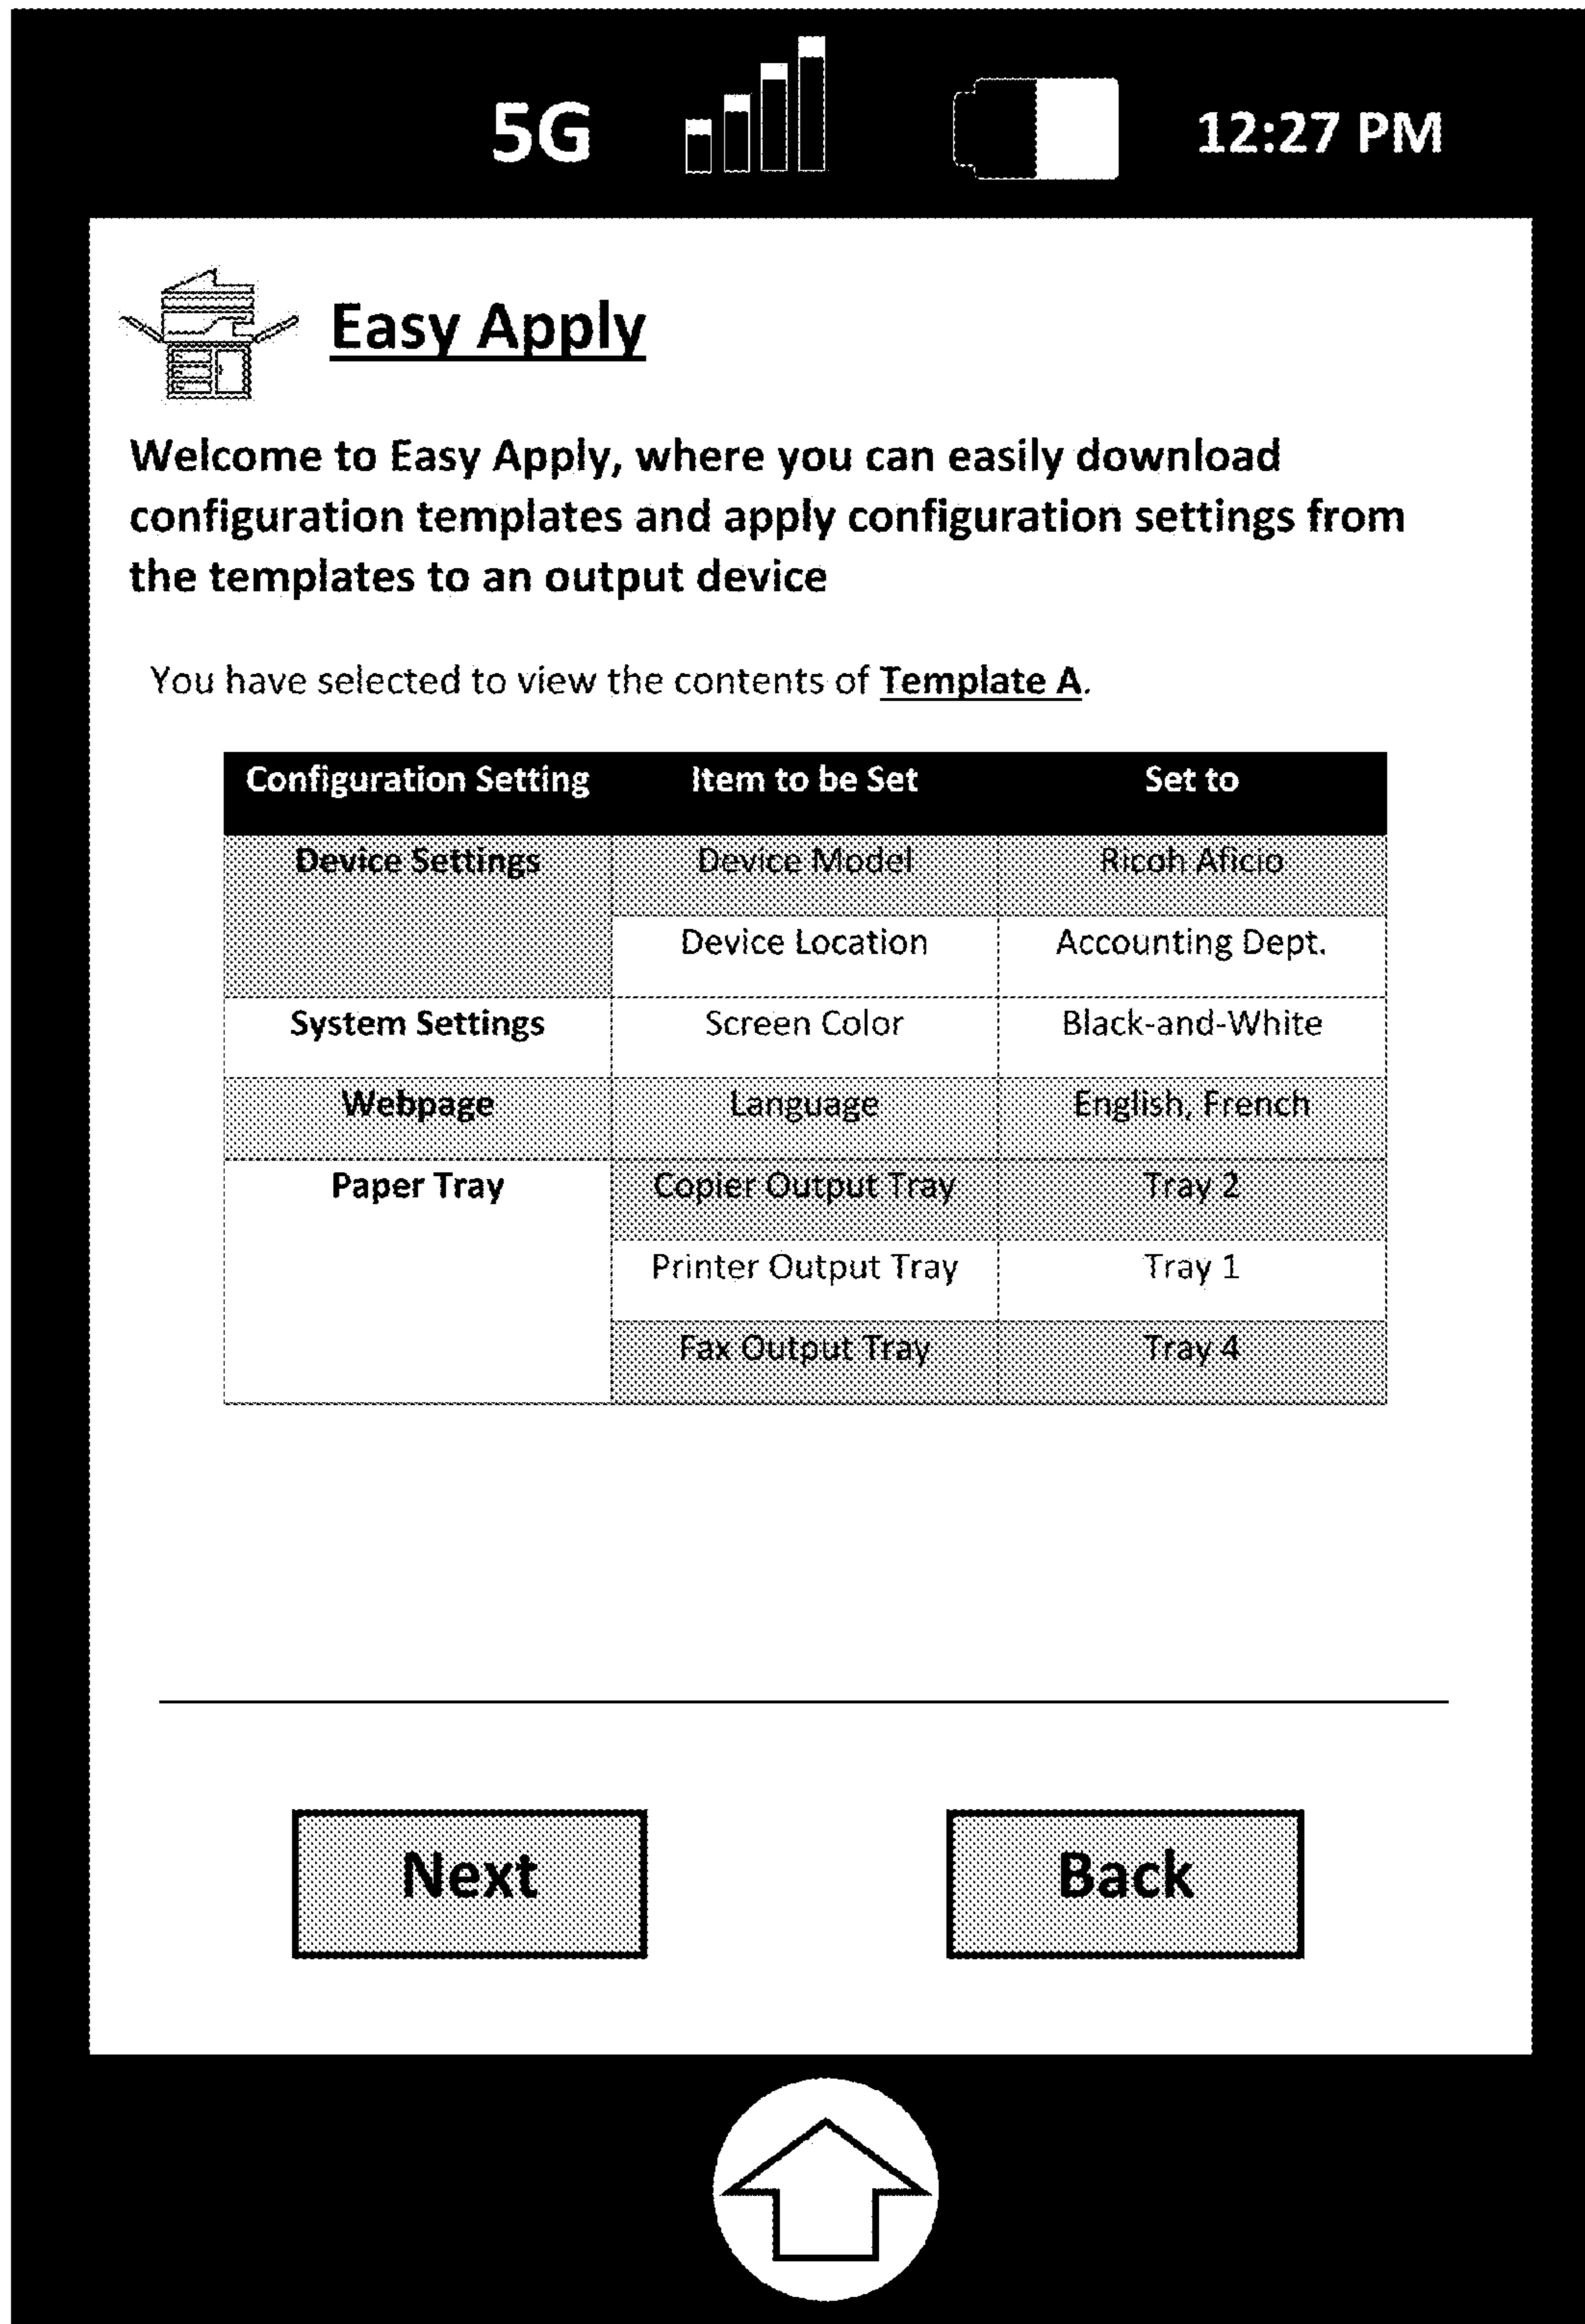 5G 12:27 PM
Easy Apply
Welcome to Easy Apply, where you can easily download
configuration templates and apply configuration settings from
the templates to an output device
You have selected to view the contents of Template A.
Configuration Setting Item to be Set Set to
Device Settings Device Model Ricoh Aficio
Device Location Accounting Dept.
System Settings Screen Color Black-and-White
Webpage Language English, French
Paper Tray Copier Output Tray Tray 2
Printer Output Tray Tray 1
Fax Output Tray Tray 4
Next Back